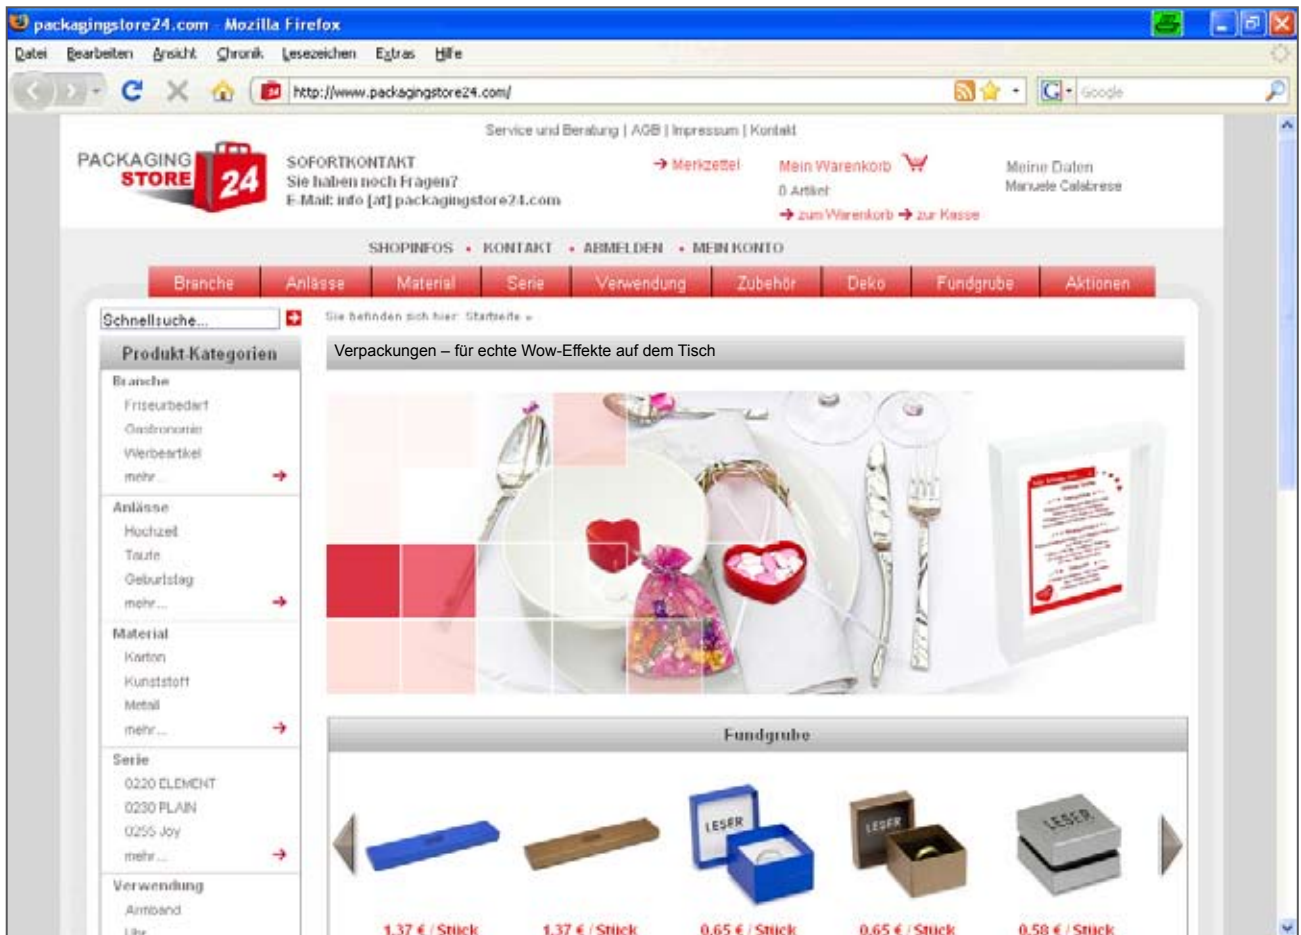 packagingstore24.com - Mozilla Firefox
Datei Bearbeiten Ansicht Chronik Lesezeichen Extras Hilfe
http://www.packagingstore24.com/
Google
Service und Beratung | AGB | Impressum | Kontakt
PACKAGING STORE 24
SOFORTKONTAKT
Sie haben noch Fragen?
E-Mail: info [at] packagingstore24.com
Merkzettel
Mein Warenkorb
0 Artikel
zum Warenkorb zur Kasse
Meine Daten
Manuele Calabrese
SHOPINFOS • KONTAKT • ABMELDEN • MEIN KONTO
Branche Anlässe Material Serie Verwendung Zubehör Deko Fundgrube Aktionen
Schnellsuche...
Sie befinden sich hier: Startseite »
Produkt-Kategorien
Verpackungen – für echte Wow-Effekte auf dem Tisch
Branche
Friseurbedarf
Gastronomie
Werbeartikel
mehr...
Anlässe
Hochzeit
Taufe
Geburtstag
mehr...
Material
Karton
Kunststoff
Metall
mehr...
Serie
0220 ELEMENT
0230 PLAIN
0255 Joy
mehr...
Verwendung
Armband
Uhr
Fundgrube
LESER
LESER
LESER
1,37 € / Stück 1,37 € / Stück 0,65 € / Stück 0,65 € / Stück 0,58 € / Stück